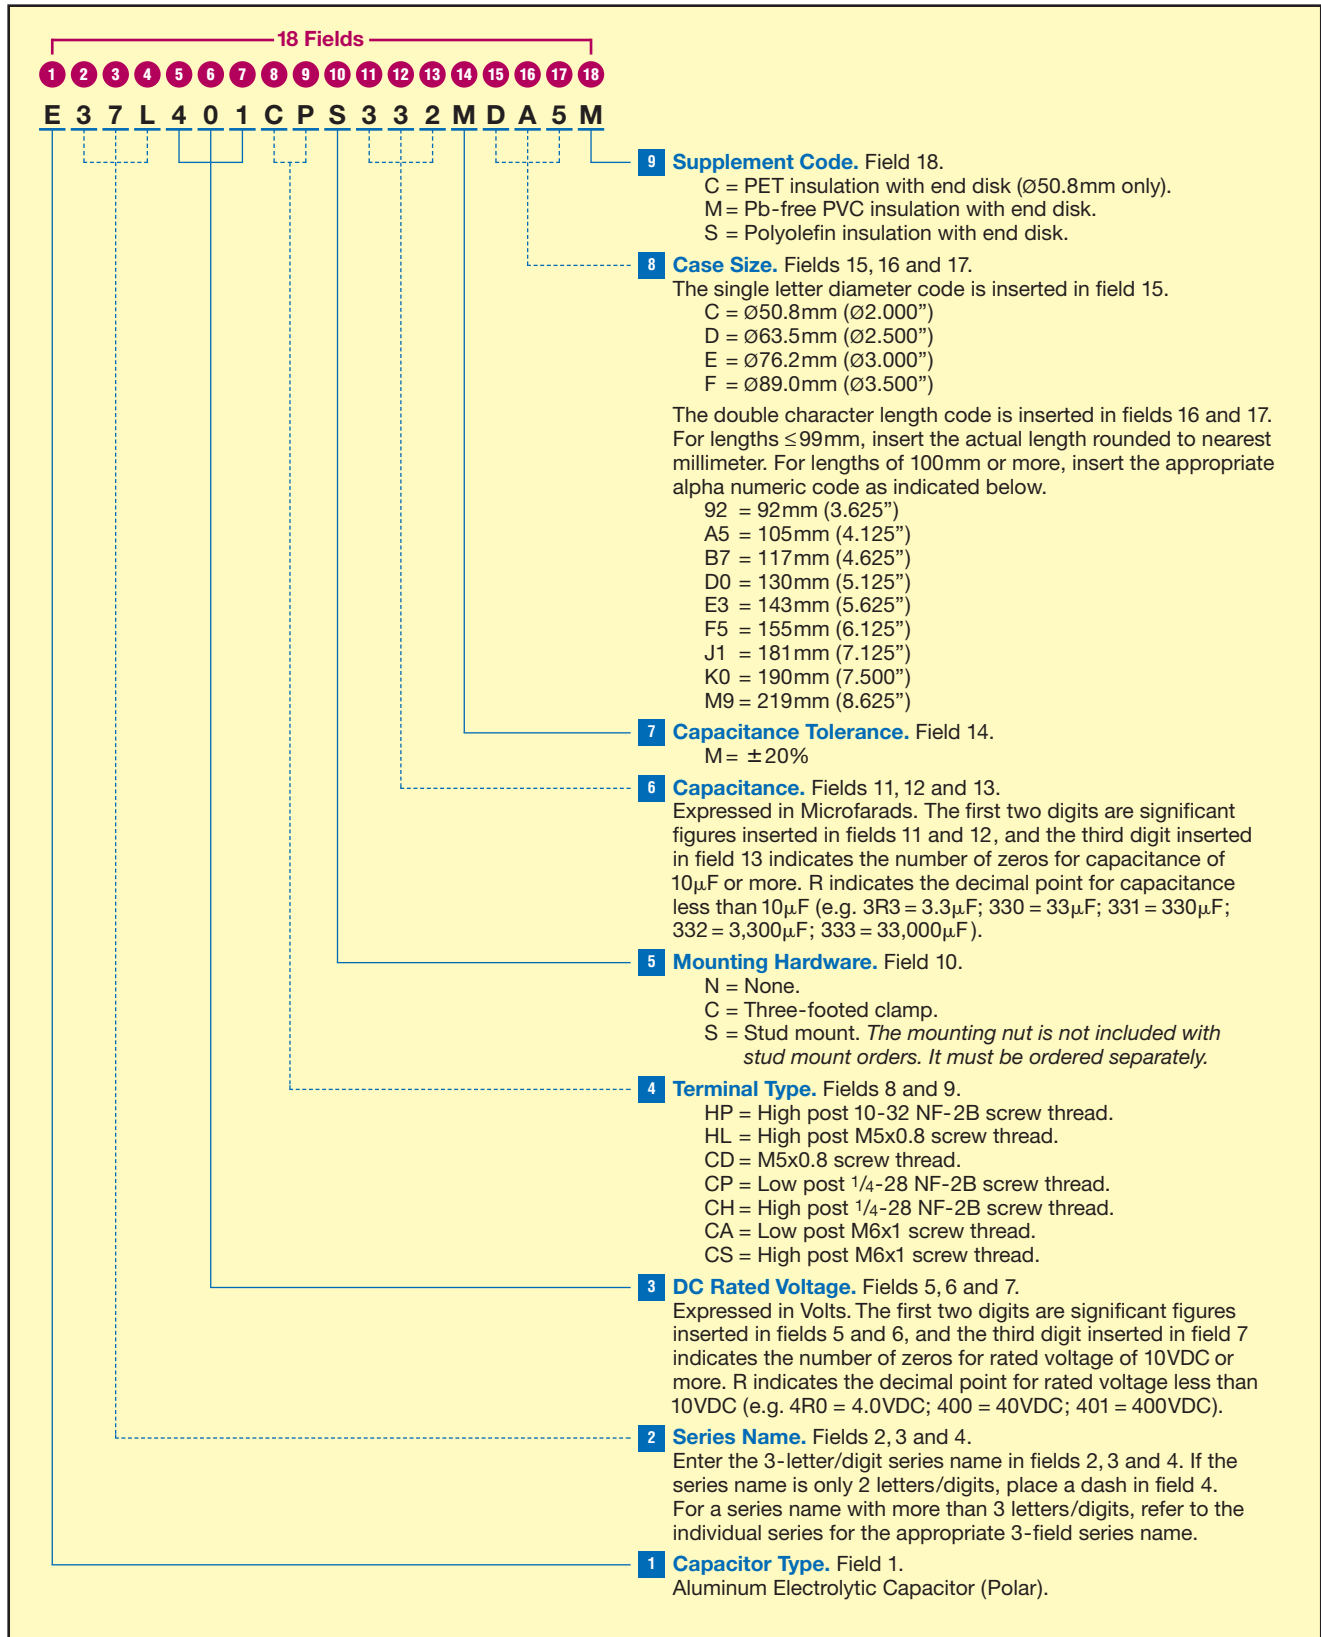 18 Fields
1 2 3 4 5 6 7 8 9 10 11 12 13 14 15 16 17 18
E 3 7 L 4 0 1 C P S 3 3 2 M D A 5 M
9 Supplement Code. Field 18.
C = PET insulation with end disk (Ø50.8mm only).
M = Pb-free PVC insulation with end disk.
S = Polyolefin insulation with end disk.
8 Case Size. Fields 15, 16 and 17.
The single letter diameter code is inserted in field 15.
C = Ø50.8mm (Ø2.000”)
D = Ø63.5mm (Ø2.500”)
E = Ø76.2mm (Ø3.000”)
F = Ø89.0mm (Ø3.500”)
The double character length code is inserted in fields 16 and 17.
For lengths ≤99mm, insert the actual length rounded to nearest
millimeter. For lengths of 100mm or more, insert the appropriate
alpha numeric code as indicated below.
92 = 92mm (3.625”)
A5 = 105mm (4.125”)
B7 = 117mm (4.625”)
D0 = 130mm (5.125”)
E3 = 143mm (5.625”)
F5 = 155mm (6.125”)
J1 = 181mm (7.125”)
K0 = 190mm (7.500”)
M9 = 219mm (8.625”)
7 Capacitance Tolerance. Field 14.
M = ±20%
6 Capacitance. Fields 11, 12 and 13.
Expressed in Microfarads. The first two digits are significant
figures inserted in fields 11 and 12, and the third digit inserted
in field 13 indicates the number of zeros for capacitance of
10µF or more. R indicates the decimal point for capacitance
less than 10µF (e.g. 3R3 = 3.3µF; 330 = 33µF; 331 = 330µF;
332 = 3,300µF; 333 = 33,000µF).
5 Mounting Hardware. Field 10.
N = None.
C = Three-footed clamp.
S = Stud mount. The mounting nut is not included with
stud mount orders. It must be ordered separately.
4 Terminal Type. Fields 8 and 9.
HP = High post 10-32 NF-2B screw thread.
HL = High post M5x0.8 screw thread.
CD = M5x0.8 screw thread.
CP = Low post 1/4-28 NF-2B screw thread.
CH = High post 1/4-28 NF-2B screw thread.
CA = Low post M6x1 screw thread.
CS = High post M6x1 screw thread.
3 DC Rated Voltage. Fields 5, 6 and 7.
Expressed in Volts. The first two digits are significant figures
inserted in fields 5 and 6, and the third digit inserted in field 7
indicates the number of zeros for rated voltage of 10VDC or
more. R indicates the decimal point for rated voltage less than
10VDC (e.g. 4R0 = 4.0VDC; 400 = 40VDC; 401 = 400VDC).
2 Series Name. Fields 2, 3 and 4.
Enter the 3-letter/digit series name in fields 2, 3 and 4. If the
series name is only 2 letters/digits, place a dash in field 4.
For a series name with more than 3 letters/digits, refer to the
individual series for the appropriate 3-field series name.
1 Capacitor Type. Field 1.
Aluminum Electrolytic Capacitor (Polar).